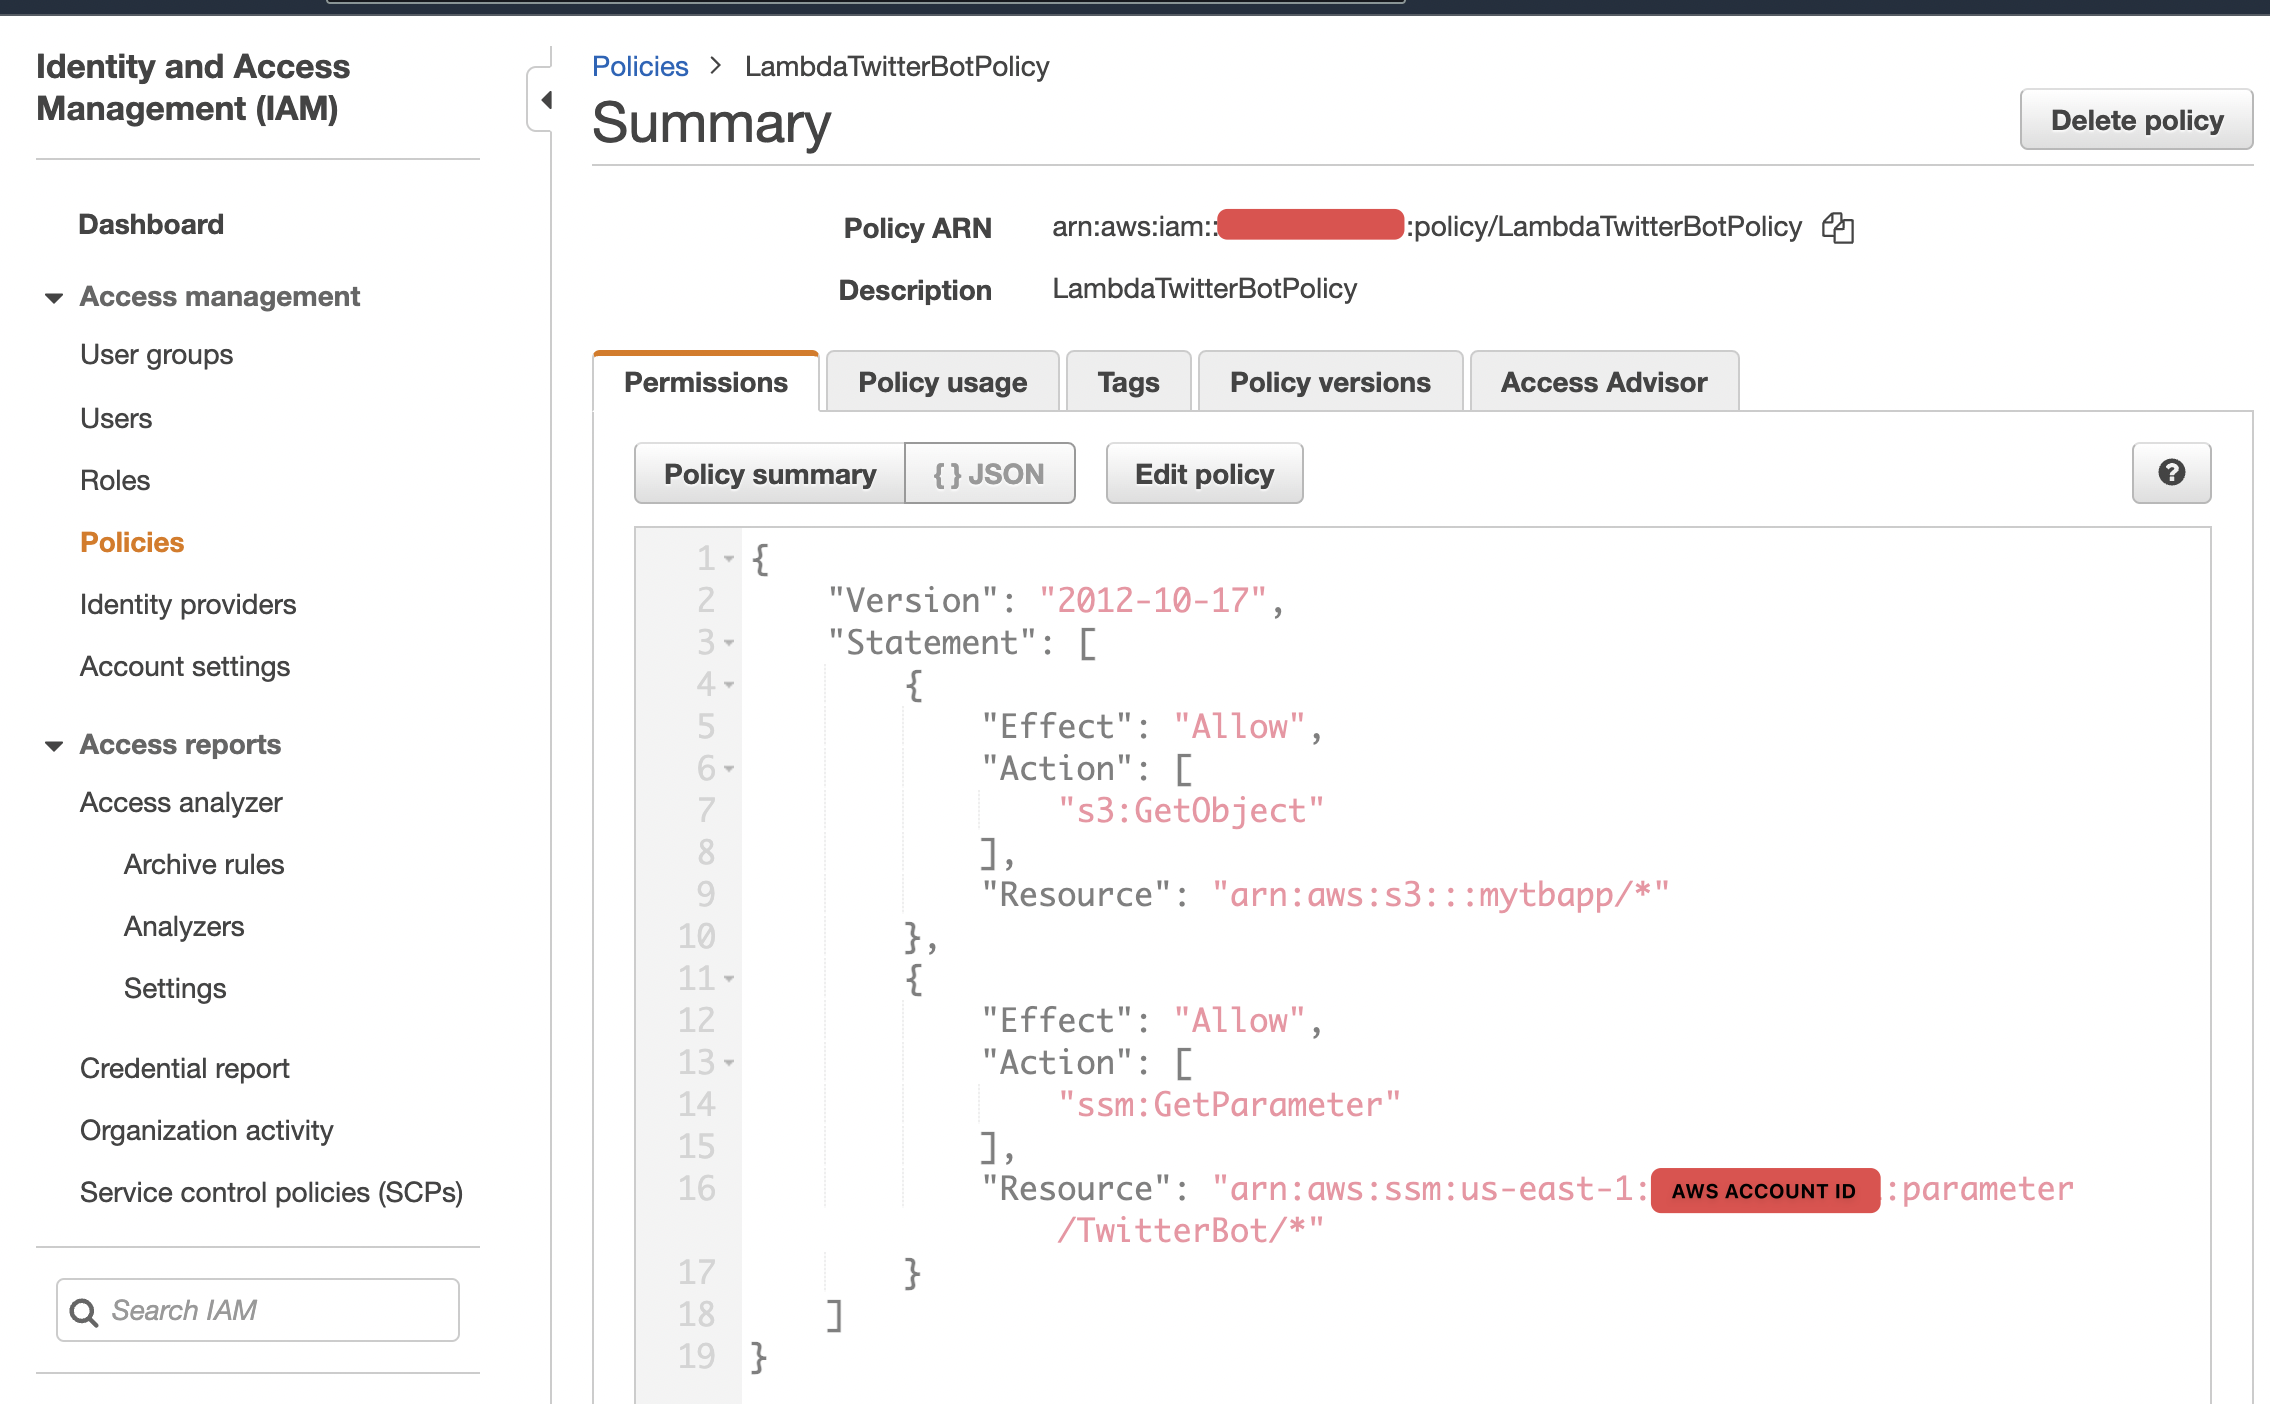 Identity and Access
Management (IAM)
Dashboard
Access management
User groups
Users
Roles
Policies
Identity providers
Account settings
Access reports
Access analyzer
Archive rules
Analyzers
Settings
Credential report
Organization activity
Service control policies (SCPs)
Search IAM
Policies > LambdaTwitterBotPolicy
Summary
Delete policy
Policy ARN arn:aws:iam:: :policy/LambdaTwitterBotPolicy
Description LambdaTwitterBotPolicy
Permissions Policy usage Tags Policy versions Access Advisor
Policy summary {} JSON Edit policy ?
1 {
2 "Version": "2012-10-17",
3 "Statement": [
4 {
5 "Effect": "Allow",
6 "Action": [
7 "s3:GetObject"
8 ],
9 "Resource": "arn:aws:s3:::mytbapp/*"
10 },
11 {
12 "Effect": "Allow",
13 "Action": [
14 "ssm:GetParameter"
15 ],
16 "Resource": "arn:aws:ssm:us-east-1: AWS ACCOUNT ID :parameter
/TwitterBot/*"
17 }
18 ]
19 }